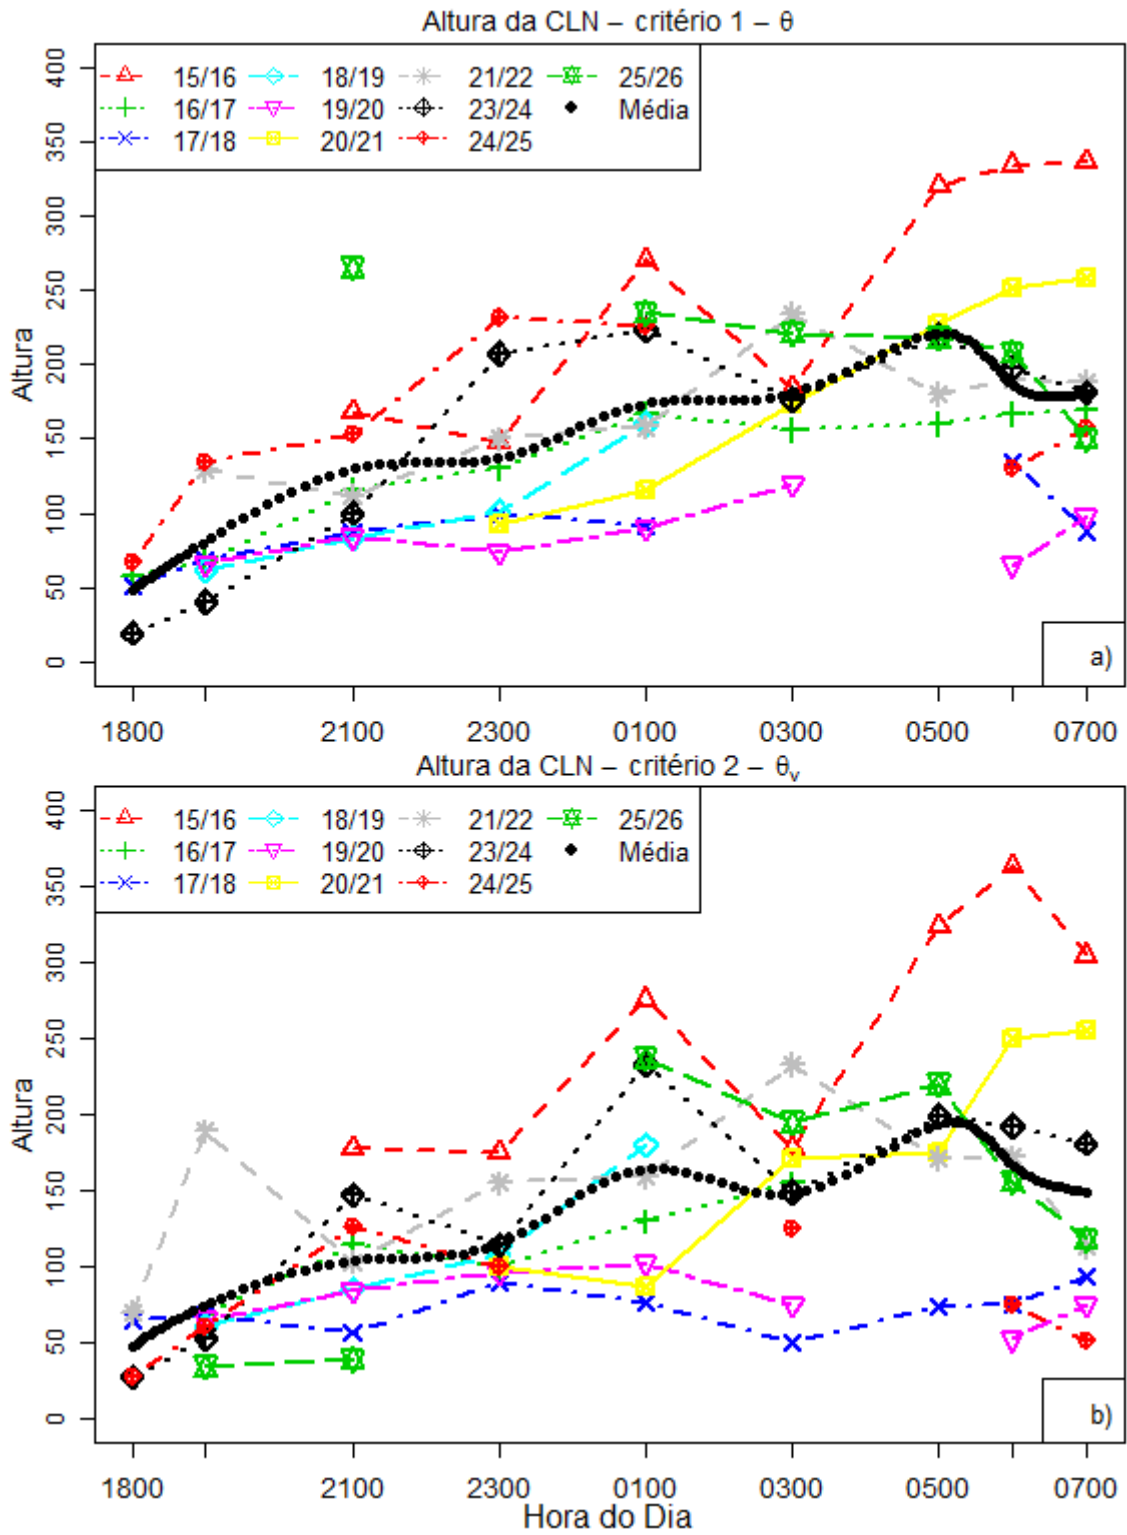 Altura da CLN – critério 1 – θ
15/16 18/19 21/22 25/26
16/17 19/20 23/24 Média
17/18 20/21 24/25
400
350
300
250
200
150
100
50
0
Altura
a)
1800 2100 2300 0100 0300 0500 0700
Altura da CLN – critério 2 – θv
15/16 18/19 21/22 25/26
16/17 19/20 23/24 Média
17/18 20/21 24/25
400
350
300
250
200
150
100
50
0
Altura
b)
1800 2100 2300 0100 0300 0500 0700
Hora do Dia